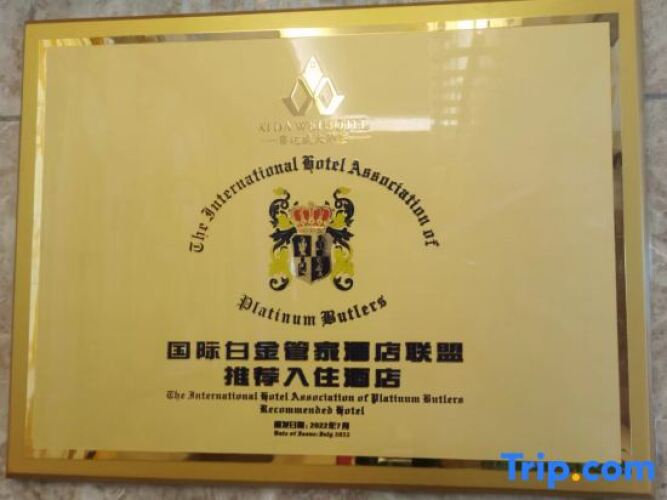 XIDAWEI HOTEL
The International Hotel Association of
Platinum Butlers
国际白金管家酒店联盟
推荐入住酒店
The International Hotel Association of Platinum Butlers
Recommended Hotel
颁发日期:2022年7月
Date of Issue: July 2022
Trip.com